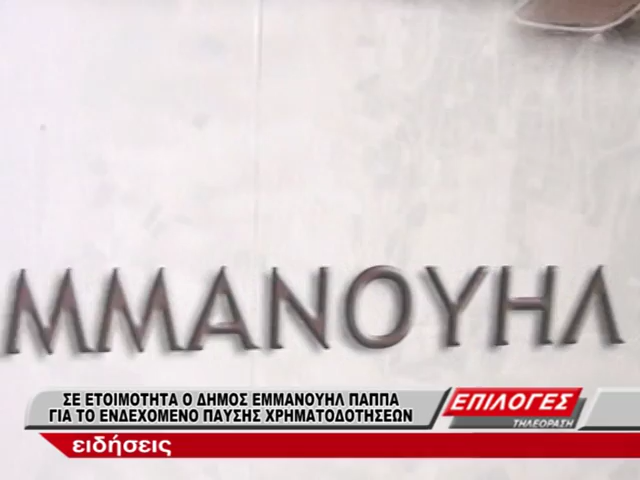 ΜΜΑΝΟΥΗΛ
ΣΕ ΕΤΟΙΜΟΤΗΤΑ Ο ΔΗΜΟΣ ΕΜΜΑΝΟΥΗΛ ΠΑΠΠΑ
ΓΙΑ ΤΟ ΕΝΔΕΧΟΜΕΝΟ ΠΑΥΣΗΣ ΧΡΗΜΑΤΟΔΟΤΗΣΕΩΝ
ΕΠΙΛΟΓΕΣ
ΤΗΛΕΟΡΑΣΗ
ειδήσεις